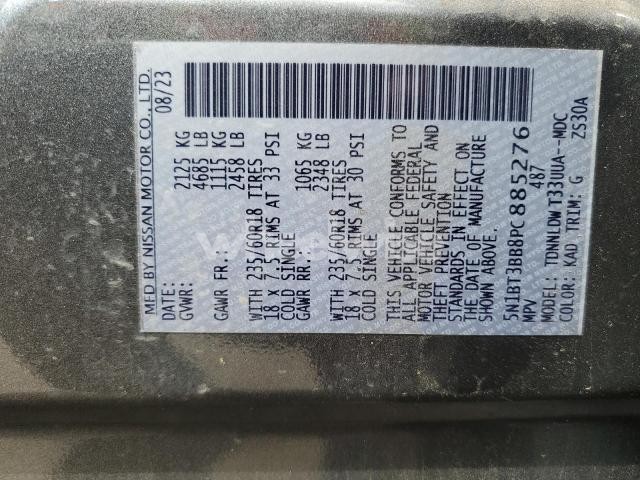 MFD BY NISSAN MOTOR CO., LTD.
DATE: 08/23
GVWR: 2125 KG
4685 LB
GAWR FR.: 1115 KG
2458 LB
WITH 235/60R18 TIRES
18 X 7.5 RIMS AT 33 PSI
COLD SINGLE
GAWR RR.: 1065 KG
2348 LB
WITH 235/60R18 TIRES
18 X 7.5 RIMS AT 30 PSI
COLD SINGLE
THIS VEHICLE CONFORMS TO
ALL APPLICABLE FEDERAL
MOTOR VEHICLE SAFETY AND
THEFT PREVENTION
STANDARD IN EFFECT ON
THE DATE OF MANUFACTURE
SHOWN ABOVE.
5N1BT3BB8PC885276
MPV 487
MODEL: TDNNLDWT33UUA--MDC
COLOR: KAD TRIM: G ZS30A